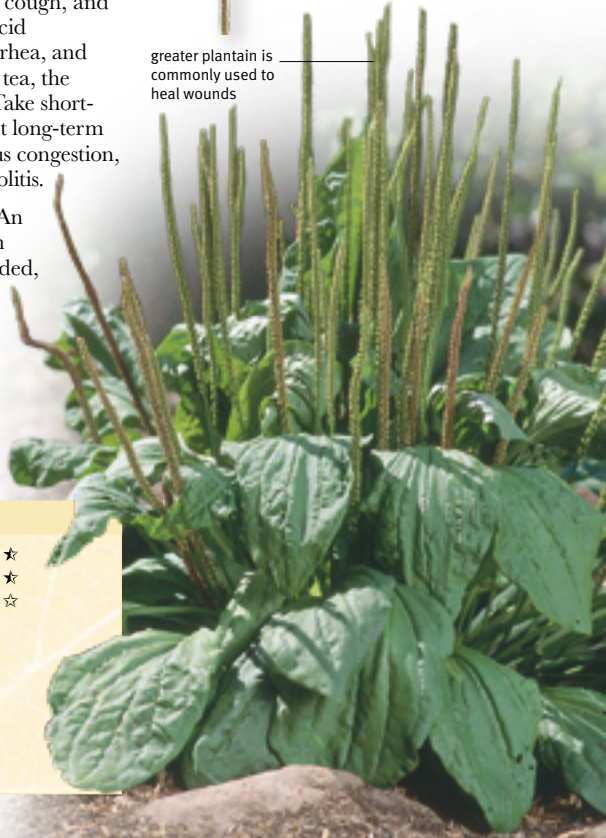 cough, and
cid
rhea, and
tea, the
Take short-
t long-term
us congestion,
olitis.
An
n
ded,
greater plantain is
commonly used to
heal wounds